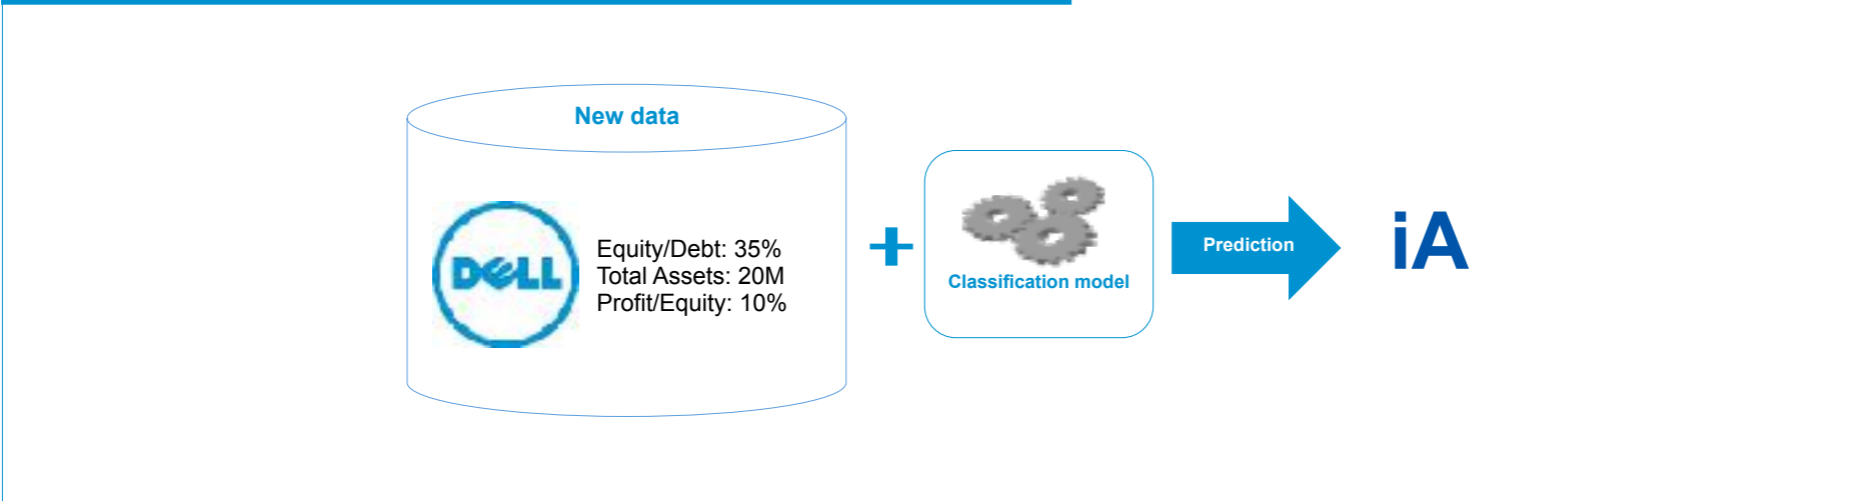 New data
DELL
Equity/Debt: 35%
Total Assets: 20M
Profit/Equity: 10%
+
Classification model
Prediction
iA